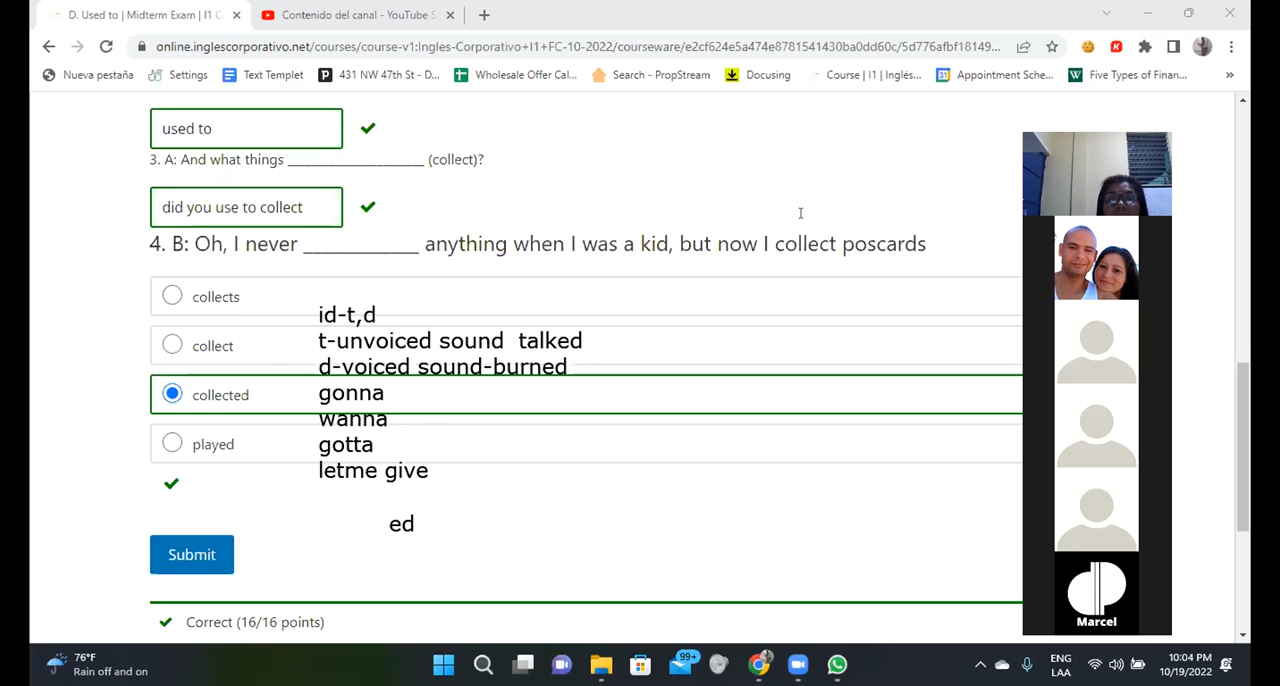 D. Used to | Midterm Exam | I1 C
Contenido del canal - YouTube S
online.inglescorporativo.net/courses/course-v1:Ingles-Corporativo+I1+FC-10-2022/courseware/e2cf624e5a474e8781541430ba0dd60c/5d776afbf18149...
Nueva pestaña
Settings
Text Templet
431 NW 47th St - D...
Wholesale Offer Cal...
Search - PropStream
Docusing
Course | I1 | Inglés...
Appointment Sche...
Five Types of Finan...
»
used to
3. A: And what things ____________________ (collect)?
did you use to collect
4. B: Oh, I never ___________ anything when I was a kid, but now I collect poscards
collects
id-t,d
collect
t-unvoiced sound talked
d-voiced sound-burned
collected
gonna
wanna
played
gotta
letme give
ed
Submit
Correct (16/16 points)
Marcel
76°F
Rain off and on
99+
ENG
LAA
10:04 PM
10/19/2022